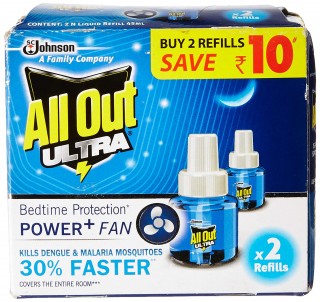 CONTENTS: 2 N Liquid Refill 45ml
SC Johnson
A Family Company
BUY 2 REFILLS
SAVE ₹10*
All Out
ULTRA
Bedtime Protection*
POWER+ FAN
KILLS DENGUE & MALARIA MOSQUITOES
30% FASTER**
COVERS THE ENTIRE ROOM***
All Out
ULTRA
All Out
ULTRA
x2
Refills